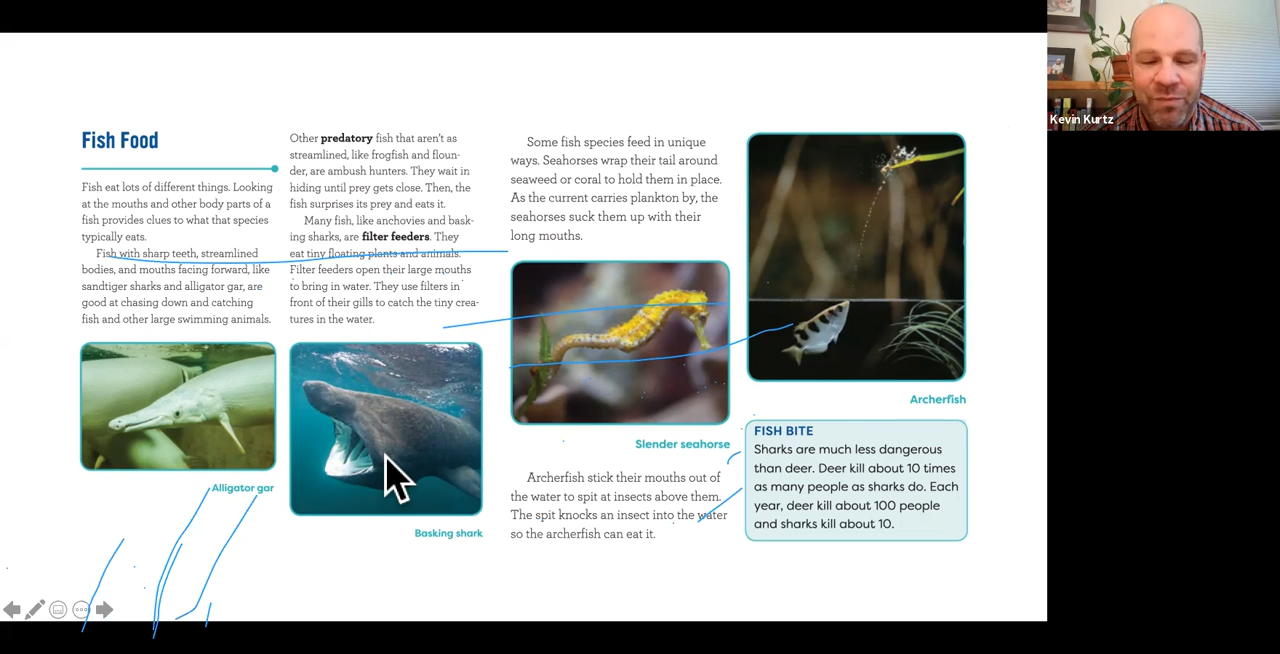 Fish Food
Fish eat lots of different things. Looking
at the mouths and other body parts of a
fish provides clues to what that species
typically eats.
Fish with sharp teeth, streamlined
bodies, and mouths facing forward, like
sandtiger sharks and alligator gar, are
good at chasing down and catching
fish and other large swimming animals.
Alligator gar
Other predatory fish that aren't as
streamlined, like frogfish and floun-
der, are ambush hunters. They wait in
hiding until prey gets close. Then, the
fish surprises its prey and eats it.
Many fish, like anchovies and bask-
ing sharks, are filter feeders. They
eat tiny floating plants and animals.
Filter feeders open their large mouths
to bring in water. They use filters in
front of their gills to catch the tiny crea-
tures in the water.
Basking shark
Some fish species feed in unique
ways. Seahorses wrap their tail around
seaweed or coral to hold them in place.
As the current carries plankton by, the
seahorses suck them up with their
long mouths.
Slender seahorse
Archerfish stick their mouths out of
the water to spit at insects above them.
The spit knocks an insect into the water
so the archerfish can eat it.
Archerfish
FISH BITE
Sharks are much less dangerous
than deer. Deer kill about 10 times
as many people as sharks do. Each
year, deer kill about 100 people
and sharks kill about 10.
Kevin Kurtz